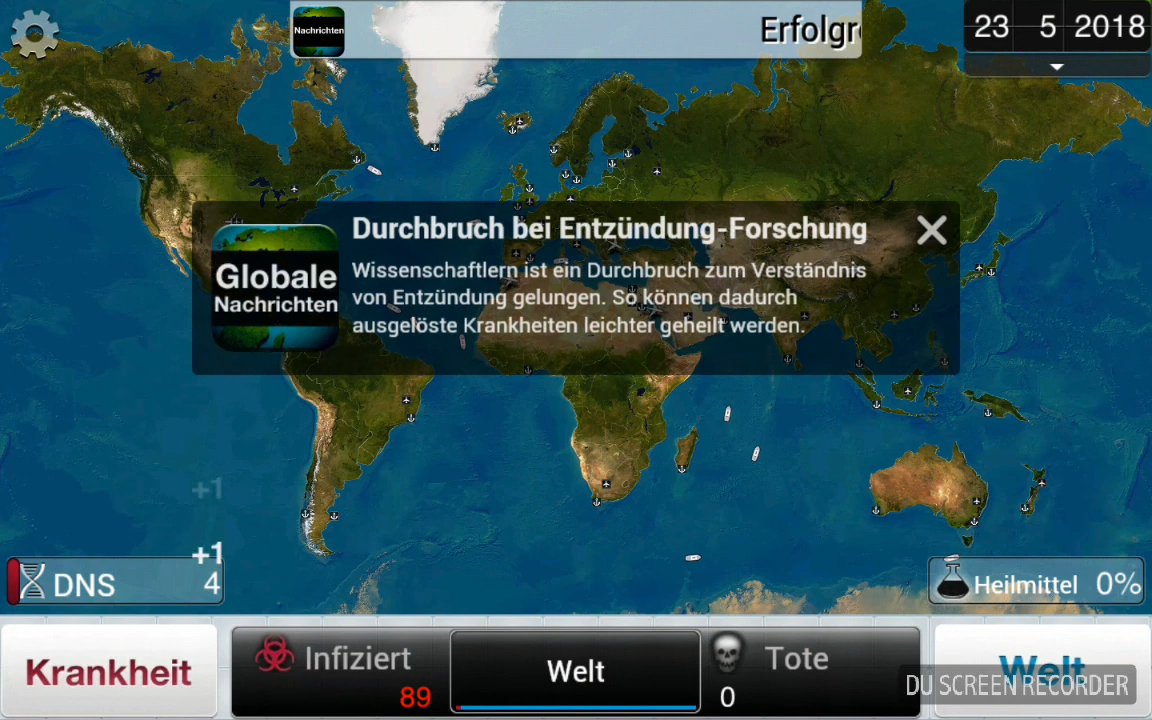 Nachrichten
Erfolgr
23 5 2018
Durchbruch bei Entzündung-Forschung
Globale
Nachrichten
Wissenschaftlern ist ein Durchbruch zum Verständnis
von Entzündung gelungen. So können dadurch
ausgelöste Krankheiten leichter geheilt werden.
+1
+1
DNS 4
Heilmittel 0%
Krankheit
Infiziert
89
Welt
Tote
0
Welt
DU SCREEN RECORDER